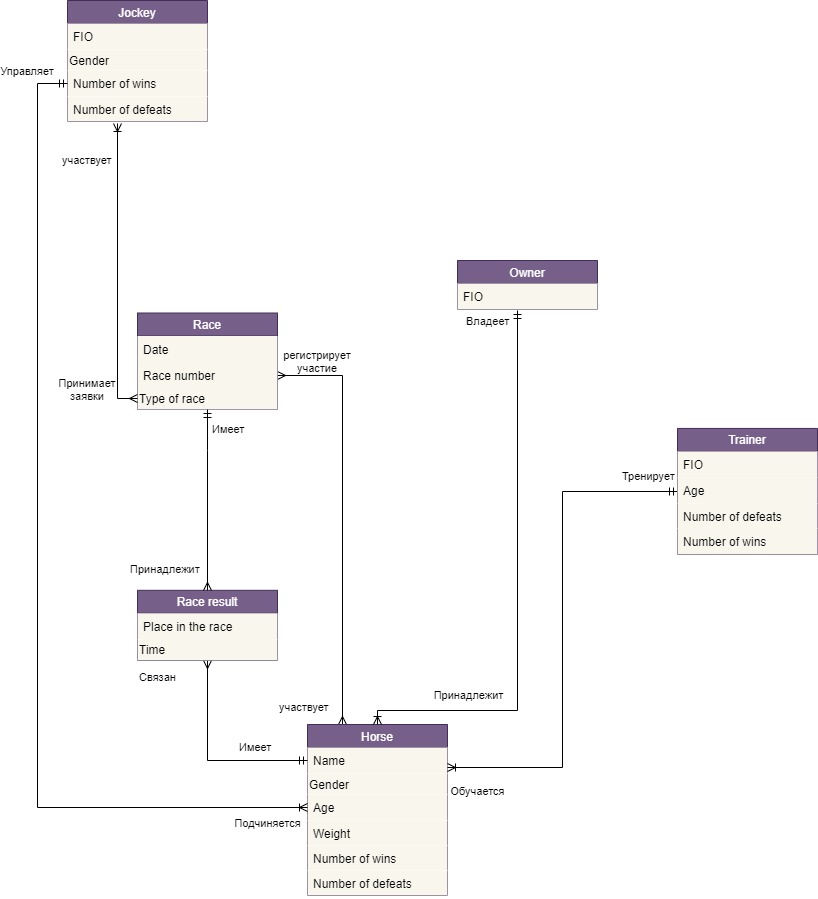 Jockey
FIO
Gender
Управляет
Number of wins
Number of defeats
участвует
Owner
FIO
Владеет
Race
Date
Race number
Type of race
регистрирует
участие
Принимает
заявки
Имеет
Trainer
FIO
Тренирует
Age
Number of defeats
Number of wins
Принадлежит
Race result
Place in the race
Time
Связан
Принадлежит
участвует
Имеет
Horse
Name
Gender
Обучается
Age
Подчиняется
Weight
Number of wins
Number of defeats